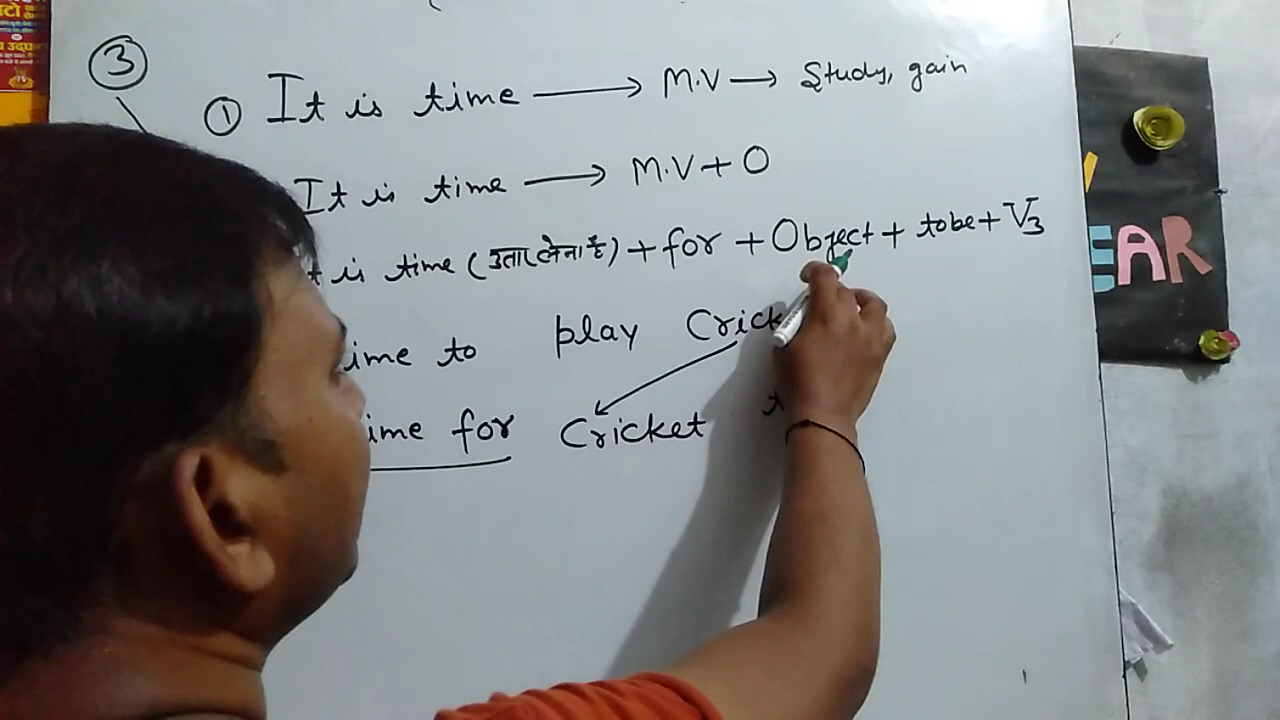 ③
① It is time → M.V → Study, gain
It is time → M.V + O
is time (उतार लेना है) + for + Object + tobe + V3
ime to play Crick
ime for Cricket
EAR